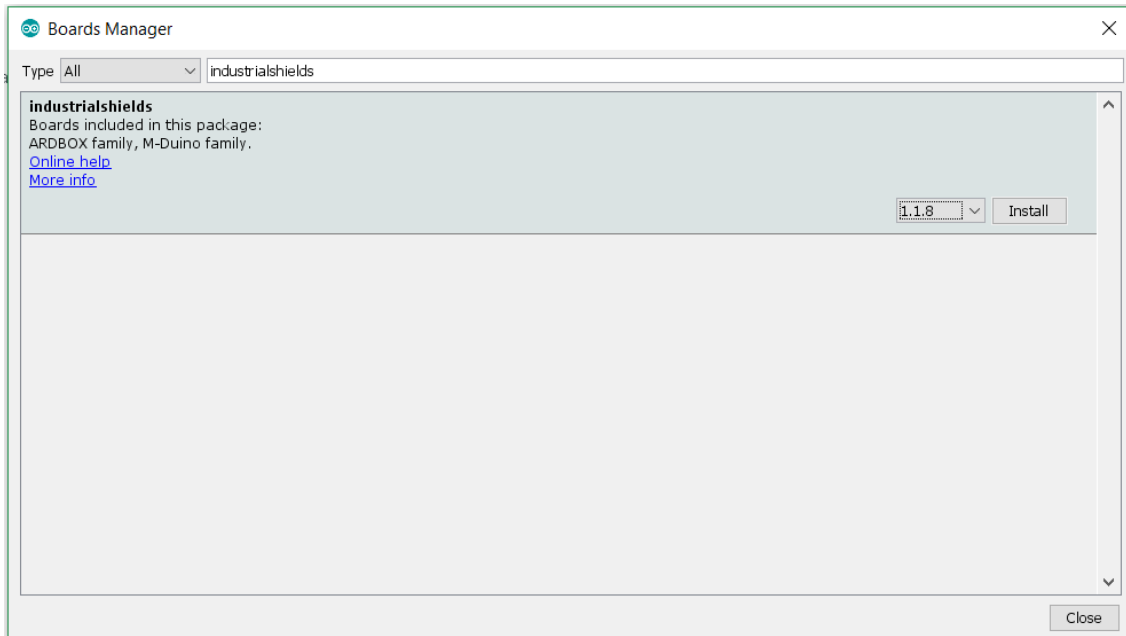 Boards Manager
Type All industrialshields
industrialshields
Boards included in this package:
ARDBOX family, M-Duino family.
Online help
More info
1.1.8 Install
Close